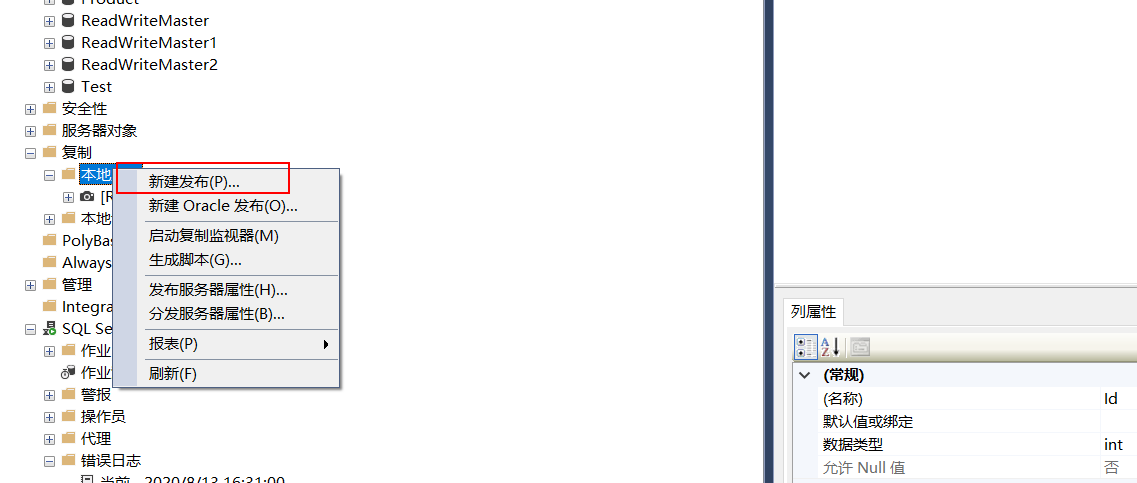 Product
ReadWriteMaster
ReadWriteMaster1
ReadWriteMaster2
Test
安全性
服务器对象
复制
本地
新建发布(P)...
新建 Oracle 发布(O)...
启动复制监视器(M)
生成脚本(G)...
发布服务器属性(H)...
分发服务器属性(B)...
报表(P)
刷新(F)
[R
本地
PolyBas
Always
管理
Integra
SQL Se
作业
作业
警报
操作员
代理
错误日志
当前 - 2020/8/13 16:31:00
列属性
(常规)
(名称) Id
默认值或绑定
数据类型 int
允许 Null 值 否